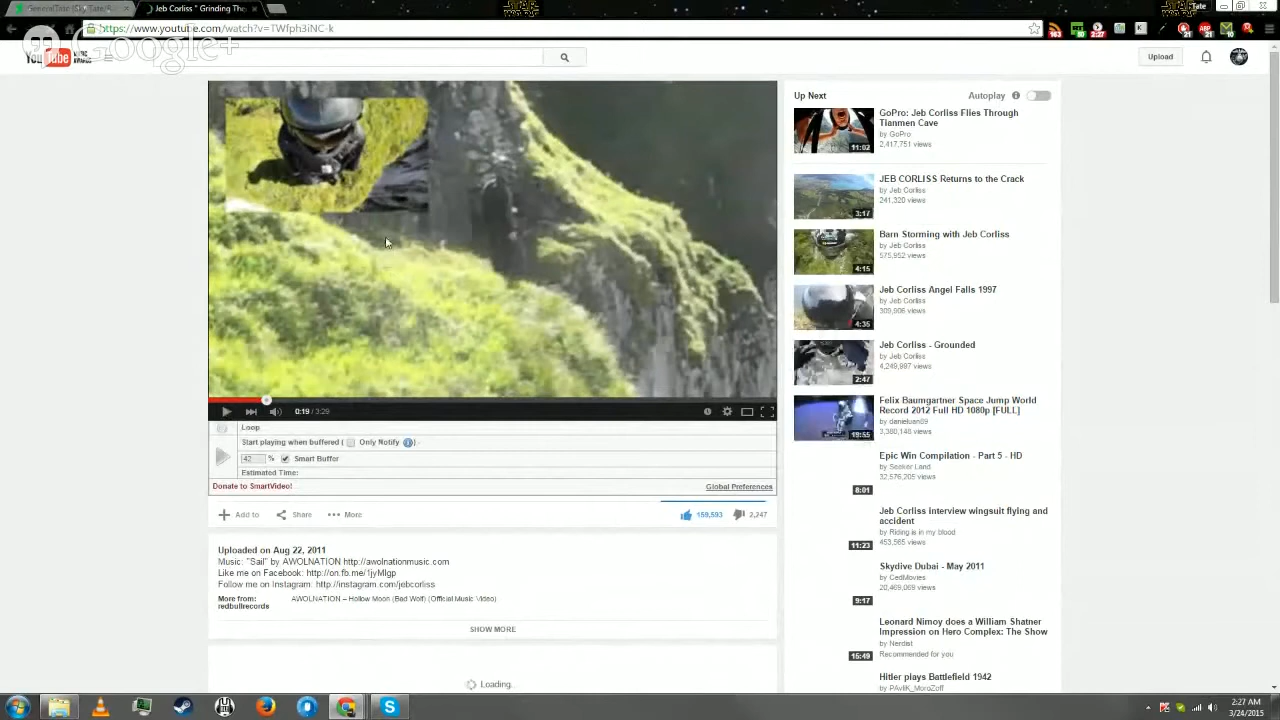 GeneralTate (Sky Tate) A
Jeb Corliss " Grinding The
Tate
https://www.youtube.com/watch?v=TWfph3iNC-k
Google+
YouTube
Upload
Up Next
Autoplay
GoPro: Jeb Corliss Flies Through
Tianmen Cave
by GoPro
2,417,751 views
11:02
JEB CORLISS Returns to the Crack
by Jeb Corliss
241,320 views
3:17
Barn Storming with Jeb Corliss
by Jeb Corliss
575,952 views
4:15
Jeb Corliss Angel Falls 1997
by Jeb Corliss
309,906 views
4:35
Jeb Corliss - Grounded
by Jeb Corliss
4,249,997 views
2:47
Felix Baumgartner Space Jump World
Record 2012 Full HD 1080p [FULL]
by danieluan89
3,380,148 views
19:55
Epic Win Compilation - Part 5 - HD
by Seeker Land
32,576,205 views
8:01
Jeb Corliss interview wingsuit flying and
accident
by Riding is in my blood
453,565 views
11:23
Skydive Dubai - May 2011
by CedMovies
20,469,069 views
9:17
Leonard Nimoy does a William Shatner
Impression on Hero Complex: The Show
by Nerdist
Recommended for you
15:49
Hitler plays Battlefield 1942
by PAvliK_MoroZoff
0:19 / 3:29
Loop
Start playing when buffered ( Only Notify )
42 % Smart Buffer
Estimated Time:
Donate to SmartVideo!
Global Preferences
Add to
Share
More
159,593
2,247
Uploaded on Aug 22, 2011
Music: "Sail" by AWOLNATION http://awolnationmusic.com
Like me on Facebook: http://on.fb.me/1jyMlgp
Follow me on Instagram: http://instagram.com/jebcorliss
More from:
redbullrecords
AWOLNATION – Hollow Moon (Bad Wolf) (Official Music Video)
SHOW MORE
Loading.
2:27 AM
3/24/2015